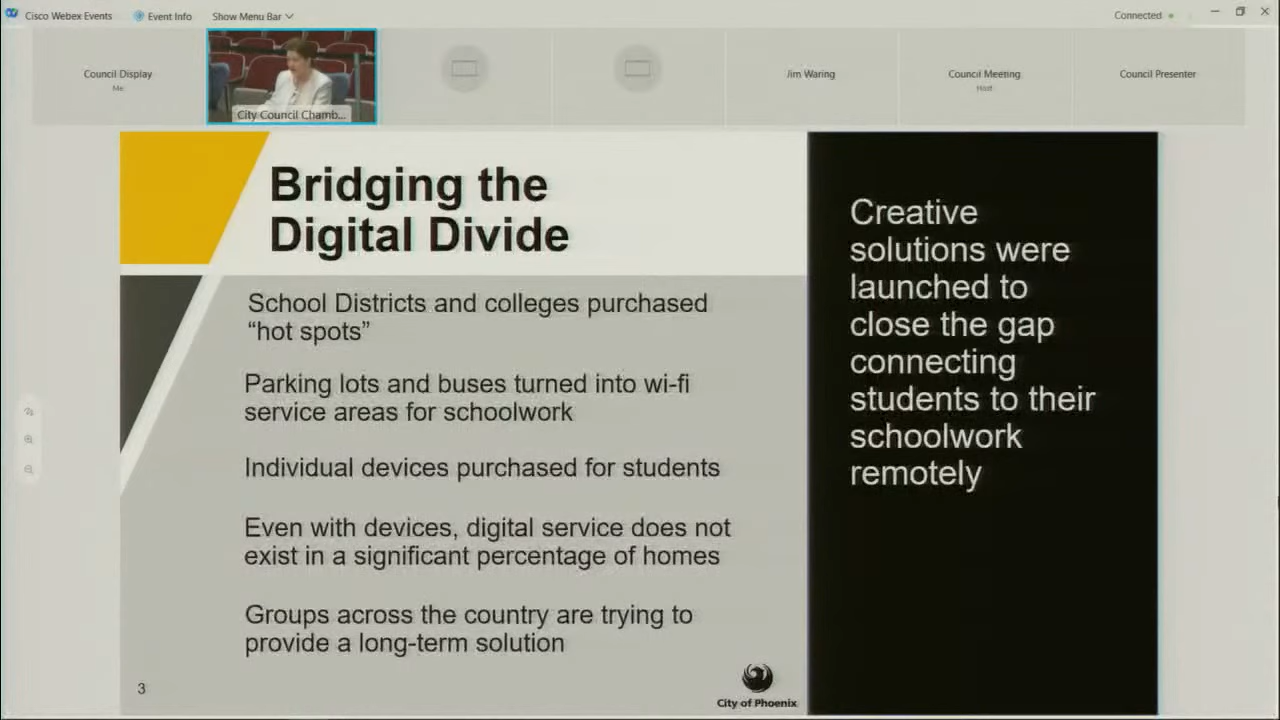 Cisco Webex Events
Event Info
Show Menu Bar
Connected
Council Display
Me
City Council Chamb...
Jim Waring
Council Meeting
Host
Council Presenter
Bridging the
Digital Divide
School Districts and colleges purchased
“hot spots”
Parking lots and buses turned into wi-fi
service areas for schoolwork
Individual devices purchased for students
Even with devices, digital service does not
exist in a significant percentage of homes
Groups across the country are trying to
provide a long-term solution
3
City of Phoenix
Creative
solutions were
launched to
close the gap
connecting
students to their
schoolwork
remotely